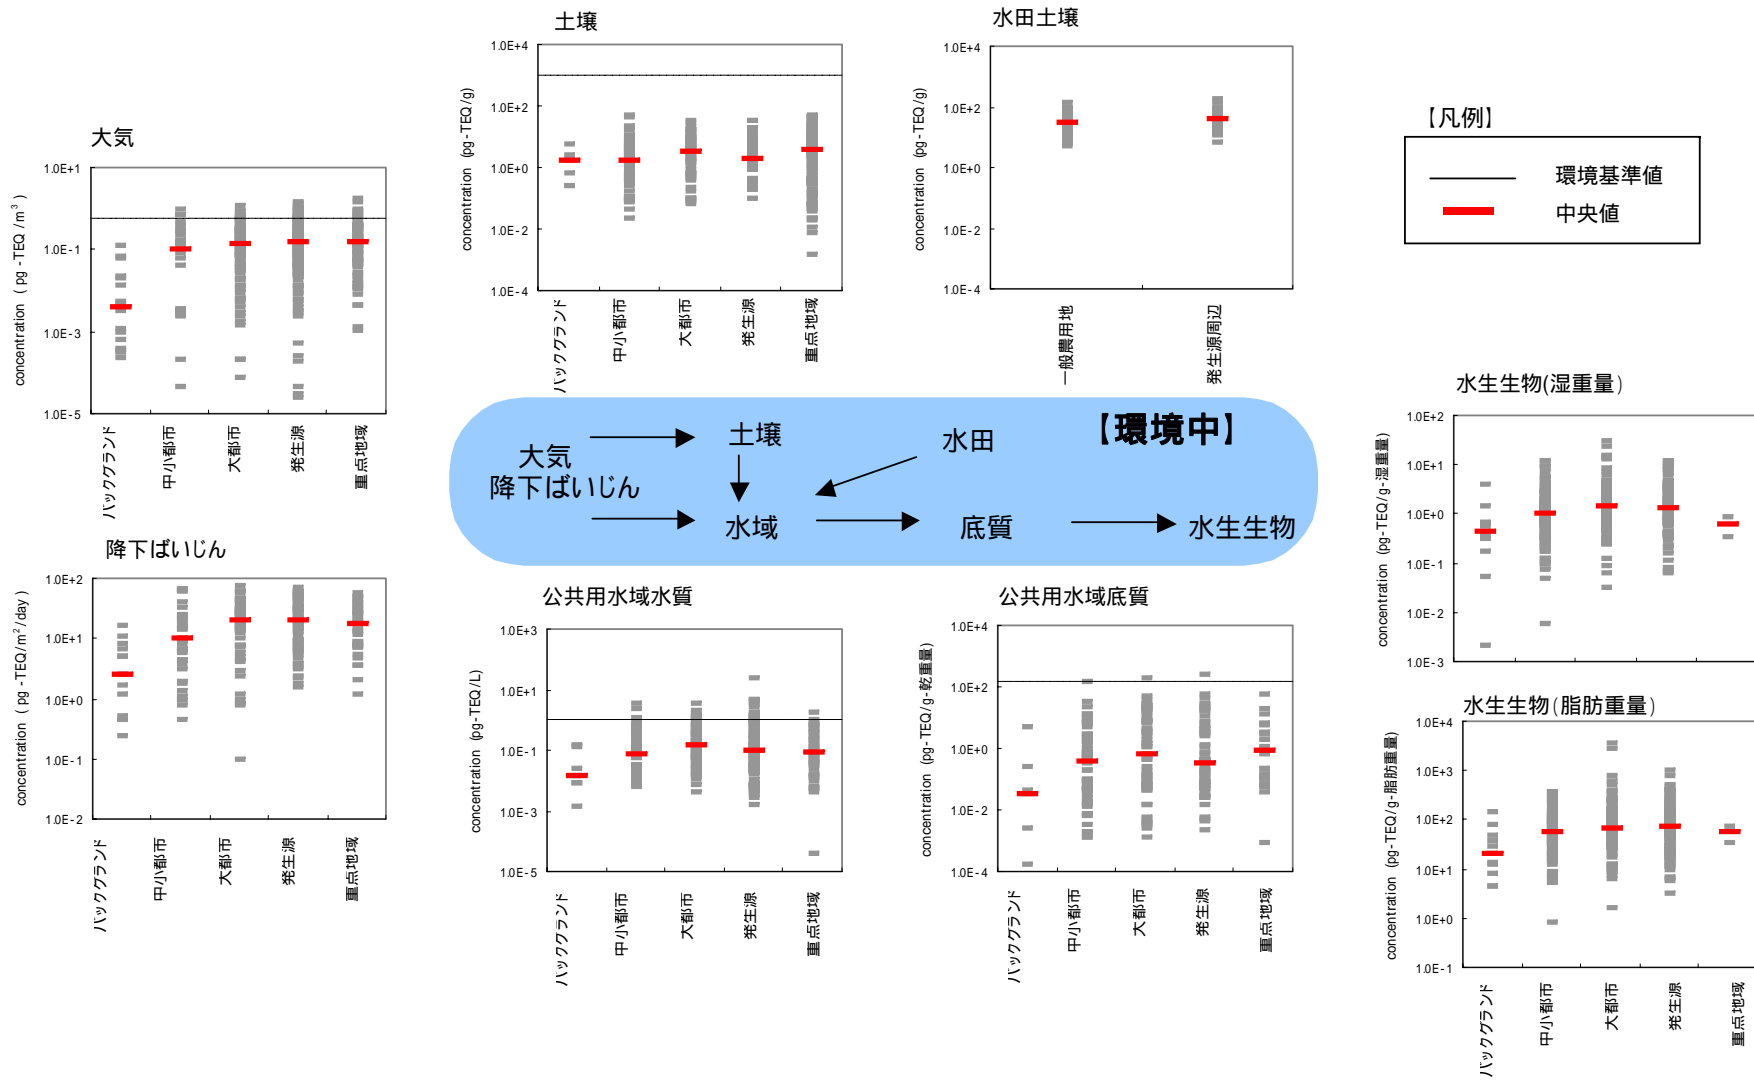 土壌
concentration (pg-TEQ/g)
1.0E+4
1.0E+2
1.0E+0
1.0E-2
1.0E-4
バックグランド
中小都市
大都市
発生源
重点地域
水田土壌
concentration (pg-TEQ/g)
1.0E+4
1.0E+2
1.0E+0
1.0E-2
1.0E-4
一般農用地
発生源周辺
【凡例】
環境基準値
中央値
大気
concentration ( pg -TEQ / m³ )
1.0E+1
1.0E-1
1.0E-3
1.0E-5
バックグランド
中小都市
大都市
発生源
重点地域
【環境中】
大気
降下ばいじん
土壌
水田
水域
底質
水生生物
水生生物(湿重量)
concentration (pg-TEQ/g-湿重量)
1.0E+2
1.0E+1
1.0E+0
1.0E-1
1.0E-2
1.0E-3
降下ばいじん
concentration ( pg -TEQ/m²/day)
1.0E+2
1.0E+1
1.0E+0
1.0E-1
1.0E-2
バックグランド
中小都市
大都市
発生源
重点地域
公共用水域水質
concentration (pg-TEQ/L)
1.0E+3
1.0E+1
1.0E-1
1.0E-3
1.0E-5
バックグランド
中小都市
大都市
発生源
重点地域
公共用水域底質
concentration (pg-TEQ/g-乾重量)
1.0E+4
1.0E+2
1.0E+0
1.0E-2
1.0E-4
バックグランド
中小都市
大都市
発生源
重点地域
水生生物(脂肪重量)
concentration (pg-TEQ/g-脂肪重量)
1.0E+4
1.0E+3
1.0E+2
1.0E+1
1.0E+0
1.0E-1
バックグランド
中小都市
大都市
発生源
重点地域